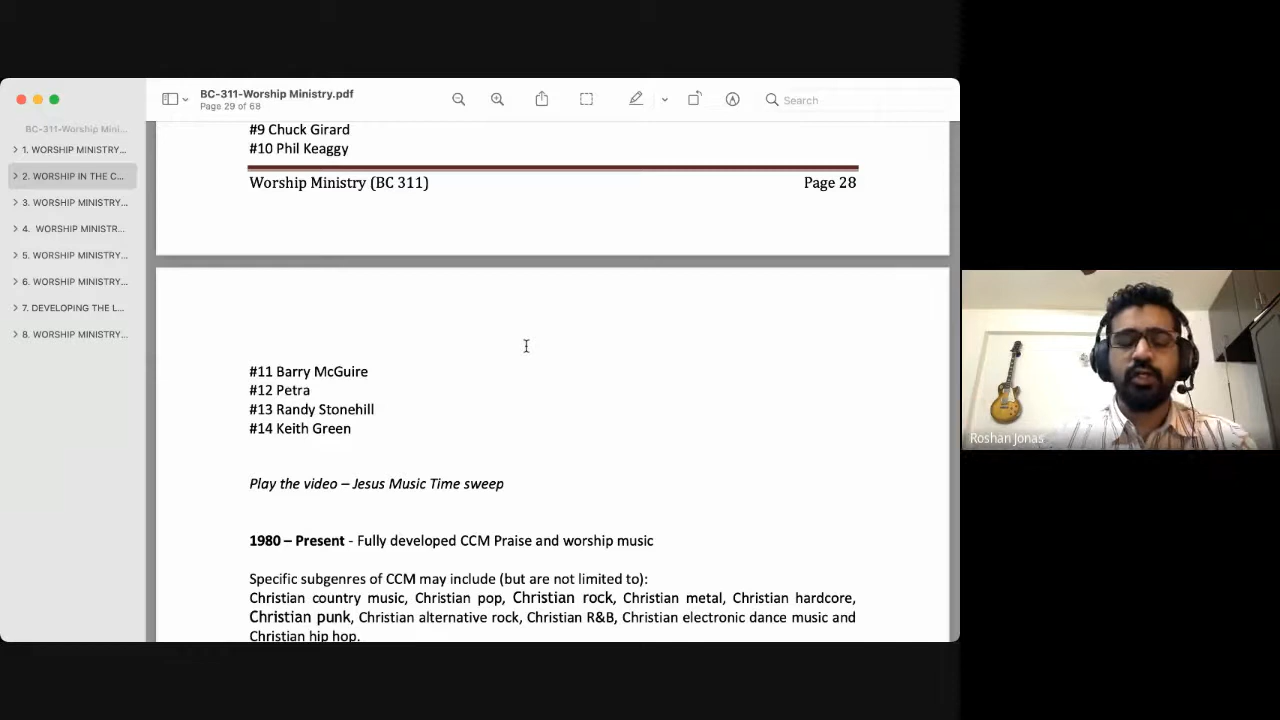 BC-311-Worship Ministry.pdf
Page 29 of 68
Search
BC-311-Worship Mini...
1. WORSHIP MINISTRY...
2. WORSHIP IN THE C...
3. WORSHIP MINISTRY...
4. WORSHIP MINISTR...
5. WORSHIP MINISTRY...
6. WORSHIP MINISTRY...
7. DEVELOPING THE L...
8. WORSHIP MINISTRY...
#9 Chuck Girard
#10 Phil Keaggy
Worship Ministry (BC 311) Page 28
#11 Barry McGuire
#12 Petra
#13 Randy Stonehill
#14 Keith Green
Play the video – Jesus Music Time sweep
1980 – Present - Fully developed CCM Praise and worship music
Specific subgenres of CCM may include (but are not limited to):
Christian country music, Christian pop, Christian rock, Christian metal, Christian hardcore,
Christian punk, Christian alternative rock, Christian R&B, Christian electronic dance music and
Christian hip hop.
Roshan Jonas